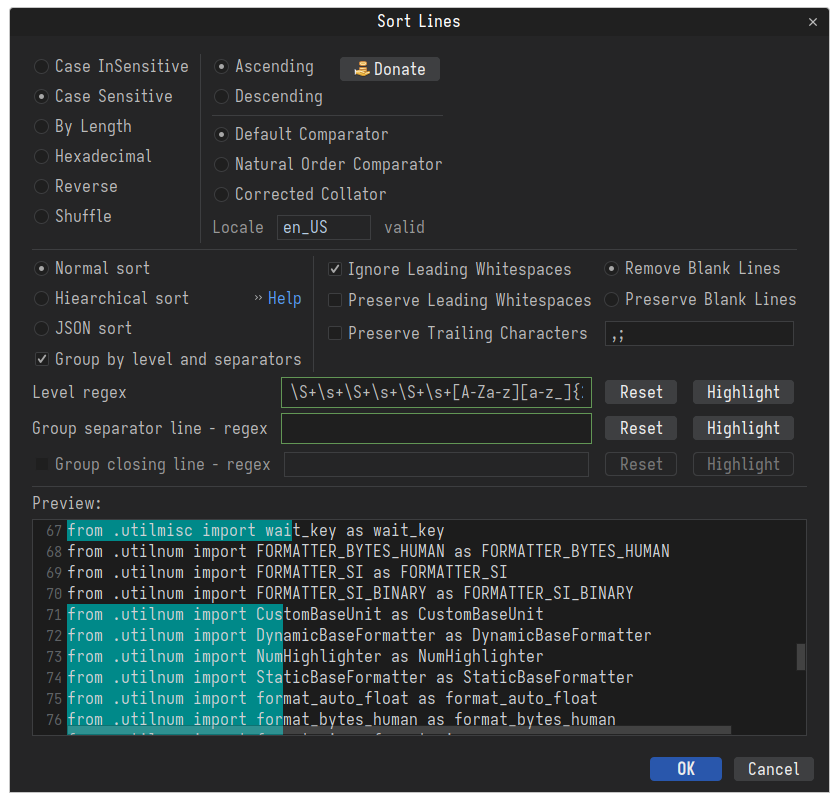 Sort Lines
Case InSensitive
Case Sensitive
By Length
Hexadecimal
Reverse
Shuffle
Ascending
Donate
Descending
Default Comparator
Natural Order Comparator
Corrected Collator
Locale en_US valid
Normal sort
Hiearchical sort » Help
JSON sort
Group by level and separators
Ignore Leading Whitespaces
Preserve Leading Whitespaces
Preserve Trailing Characters ,;
Remove Blank Lines
Preserve Blank Lines
Level regex \S+\s+\S+\s+\S+\s+[A-Za-z][a-z_]{ Reset Highlight
Group separator line - regex Reset Highlight
Group closing line - regex Reset Highlight
Preview:
67 from .utilmisc import wait_key as wait_key
68 from .utilnum import FORMATTER_BYTES_HUMAN as FORMATTER_BYTES_HUMAN
69 from .utilnum import FORMATTER_SI as FORMATTER_SI
70 from .utilnum import FORMATTER_SI_BINARY as FORMATTER_SI_BINARY
71 from .utilnum import CustomBaseUnit as CustomBaseUnit
72 from .utilnum import DynamicBaseFormatter as DynamicBaseFormatter
73 from .utilnum import NumHighlighter as NumHighlighter
74 from .utilnum import StaticBaseFormatter as StaticBaseFormatter
75 from .utilnum import format_auto_float as format_auto_float
76 from .utilnum import format_bytes_human as format_bytes_human
OK Cancel